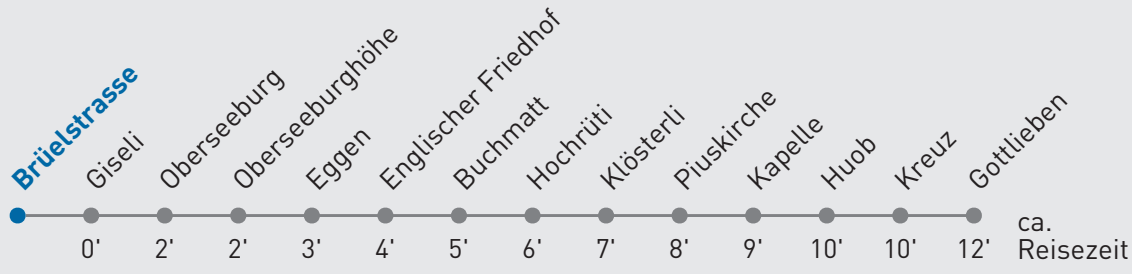 Brüelstrasse
Giseli
Oberseeburg
Oberseeburghöhe
Eggen
Englischer Friedhof
Buchmatt
Hochrüti
Klösterli
Piuskirche
Kapelle
Huob
Kreuz
Gottlieben
0' 2' 2' 3' 4' 5' 6' 7' 8' 9' 10' 10' 12'
ca.
Reisezeit